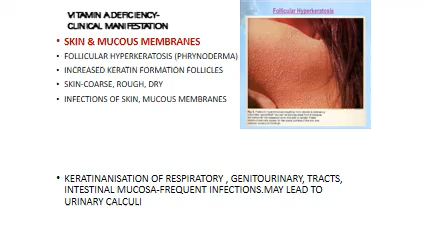 VITAMIN A DEFICIENCY-
CLINICAL MANIFESTATION
• SKIN & MUCOUS MEMBRANES
• FOLLICULAR HYPERKERATOSIS (PHRYNODERMA)
• INCREASED KERATIN FORMATION FOLLICLES
• SKIN-COARSE, ROUGH, DRY
• INFECTIONS OF SKIN, MUCOUS MEMBRANES
Follicular Hyperkeratosis
• KERATINANISATION OF RESPIRATORY , GENITOURINARY, TRACTS,
INTESTINAL MUCOSA-FREQUENT INFECTIONS.MAY LEAD TO
URINARY CALCULI